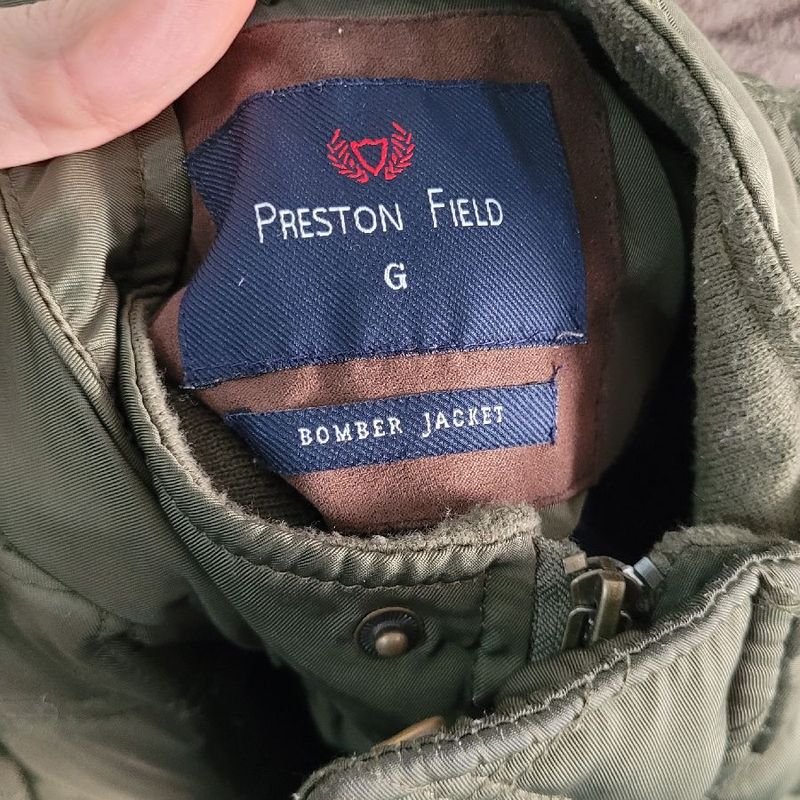 PRESTON FIELD
G
BOMBER JACKET